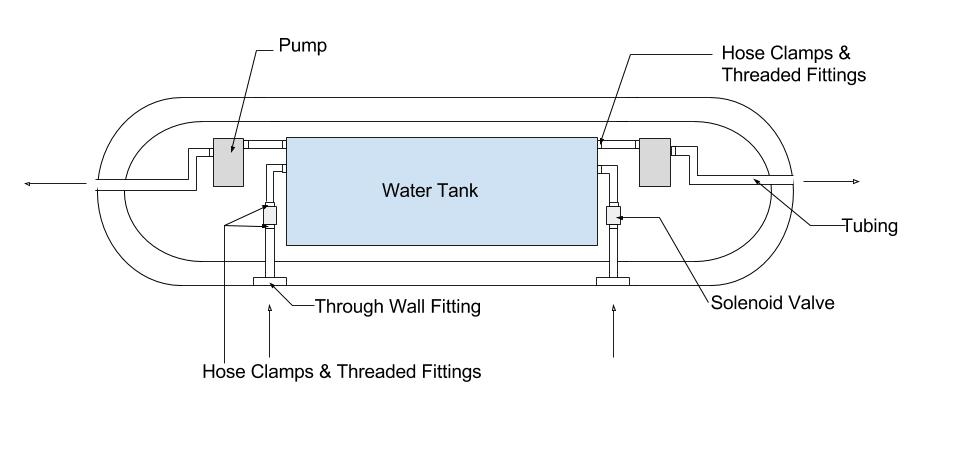 Pump
Hose Clamps &
Threaded Fittings
Water Tank
Tubing
Through Wall Fitting
Solenoid Valve
Hose Clamps & Threaded Fittings